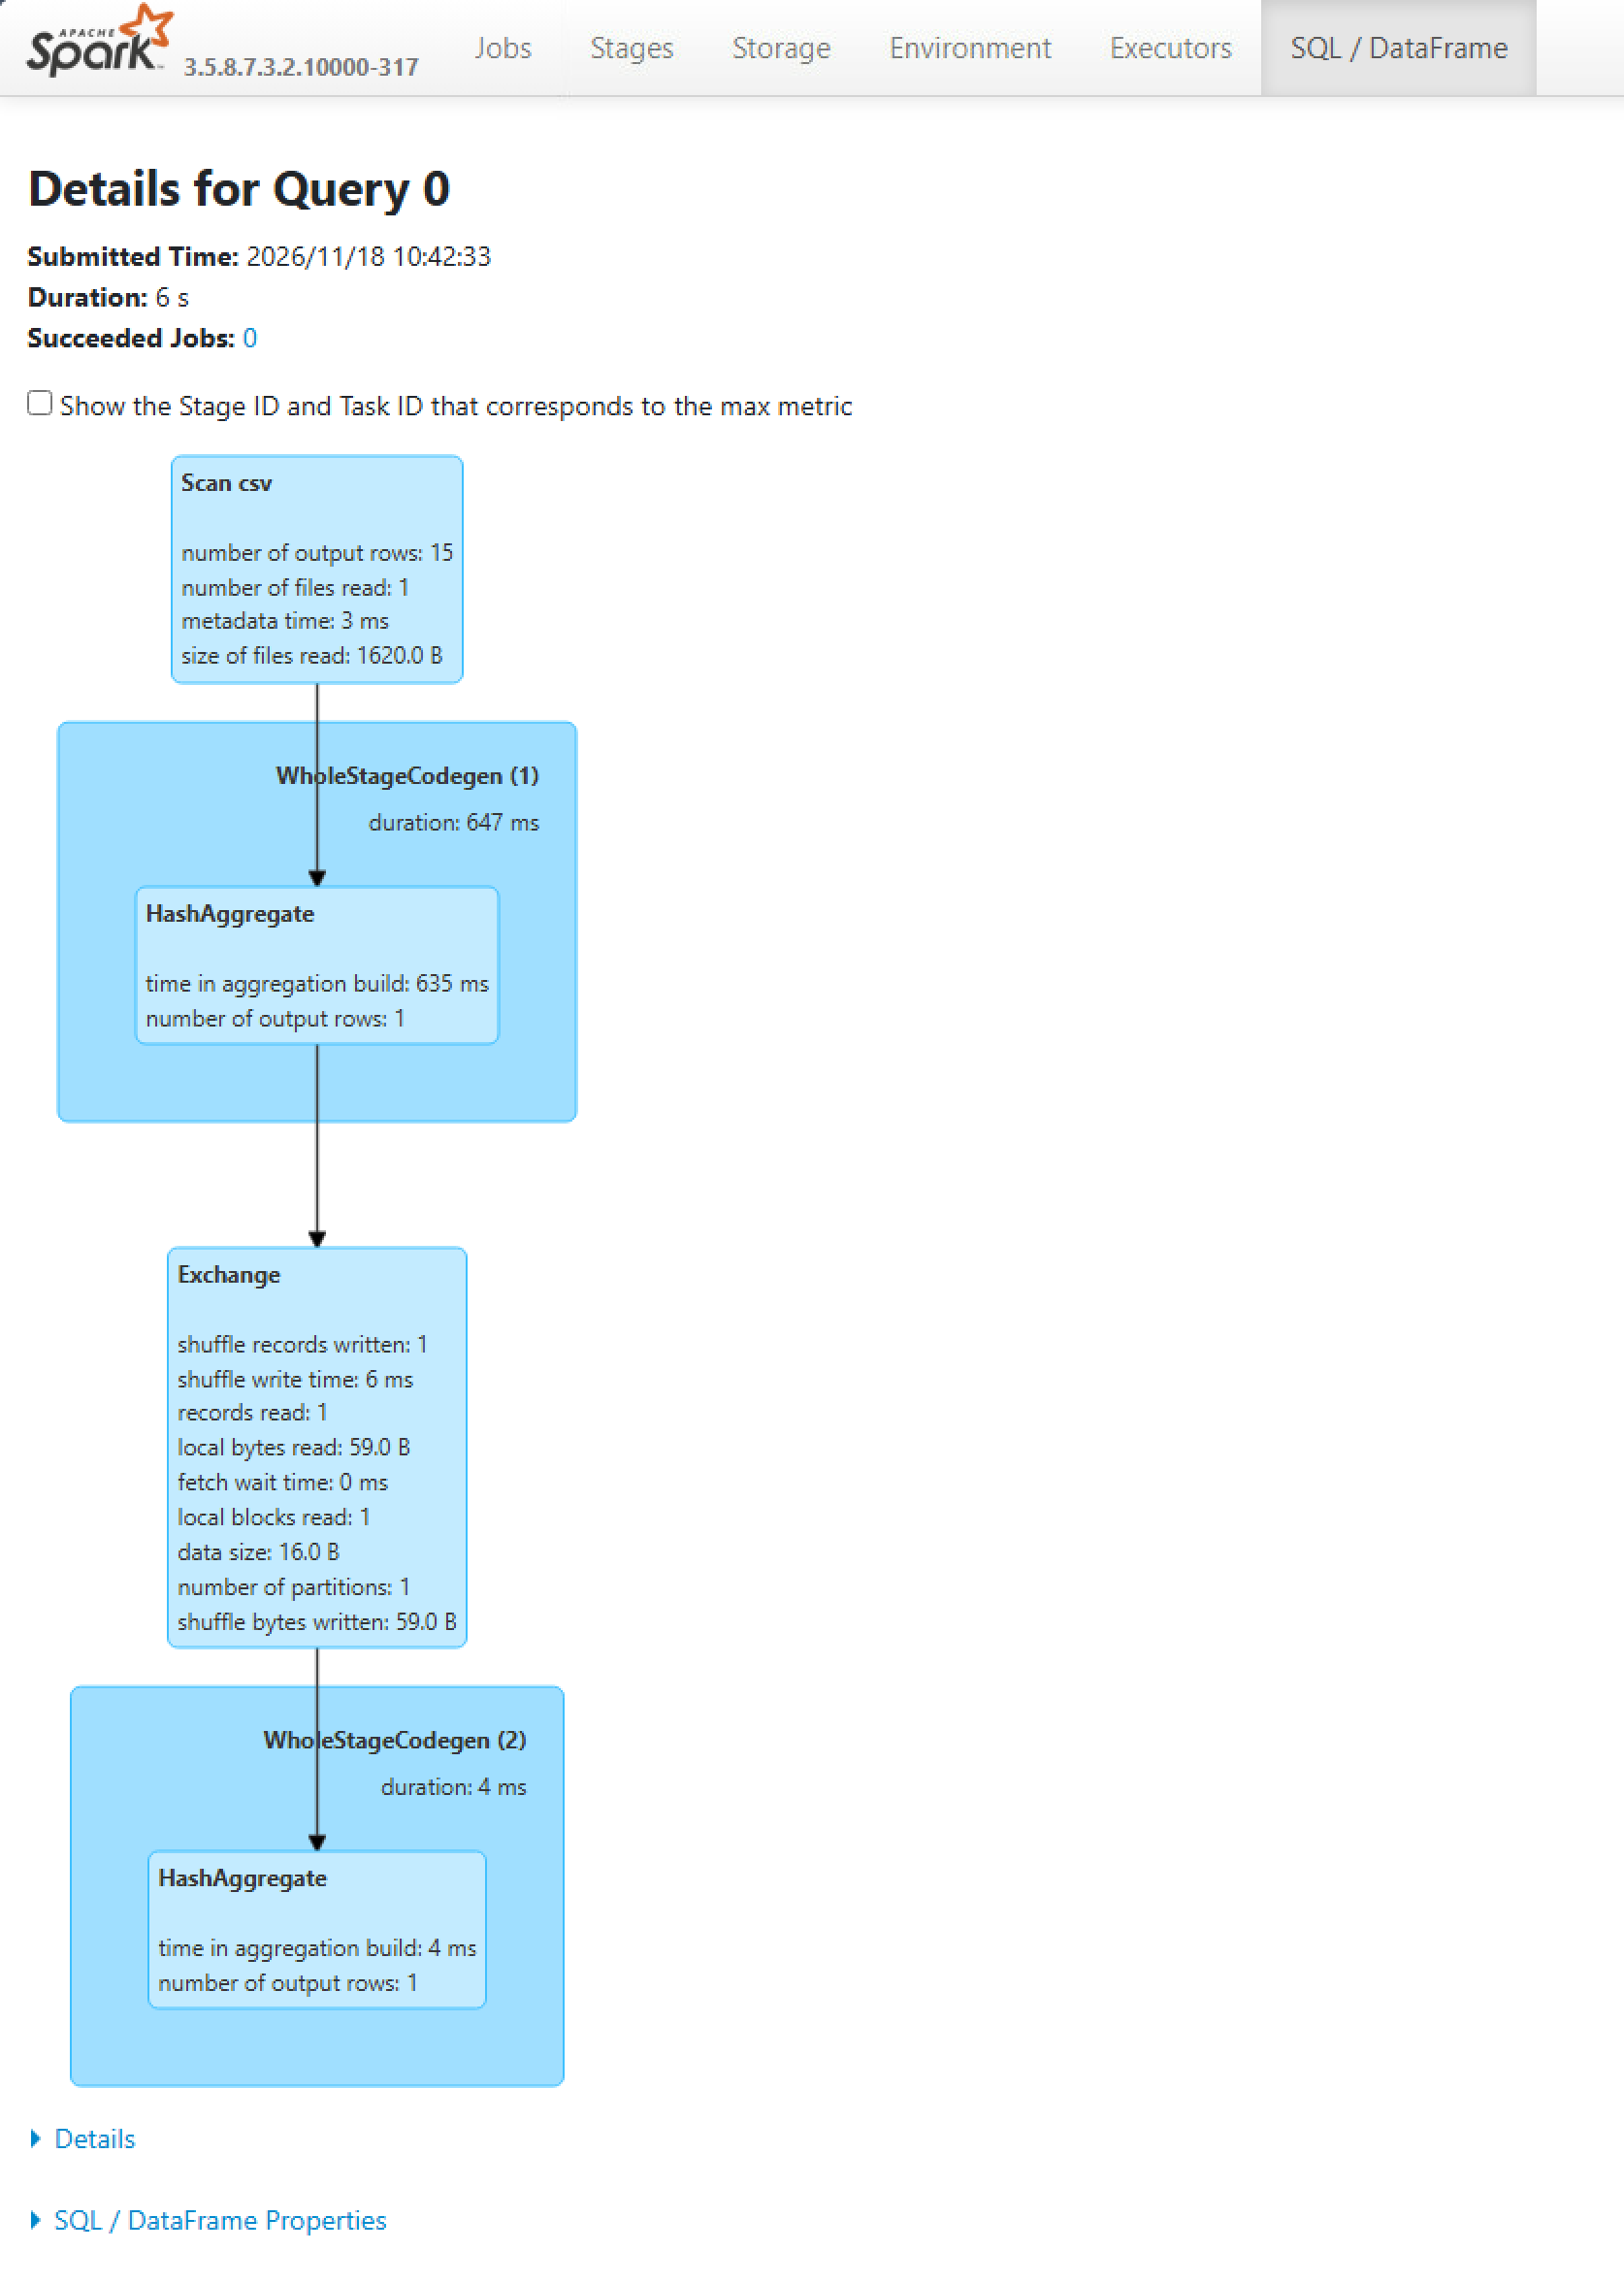 APACHE
Spark™ 3.5.8.7.3.2.10000-317 Jobs Stages Storage Environment Executors SQL / DataFrame
Details for Query 0
Submitted Time: 2026/11/18 10:42:33
Duration: 6 s
Succeeded Jobs: 0
Show the Stage ID and Task ID that corresponds to the max metric
Scan csv
number of output rows: 15
number of files read: 1
metadata time: 3 ms
size of files read: 1620.0 B
WholeStageCodegen (1)
duration: 647 ms
HashAggregate
time in aggregation build: 635 ms
number of output rows: 1
Exchange
shuffle records written: 1
shuffle write time: 6 ms
records read: 1
local bytes read: 59.0 B
fetch wait time: 0 ms
local blocks read: 1
data size: 16.0 B
number of partitions: 1
shuffle bytes written: 59.0 B
WholeStageCodegen (2)
duration: 4 ms
HashAggregate
time in aggregation build: 4 ms
number of output rows: 1
Details
SQL / DataFrame Properties